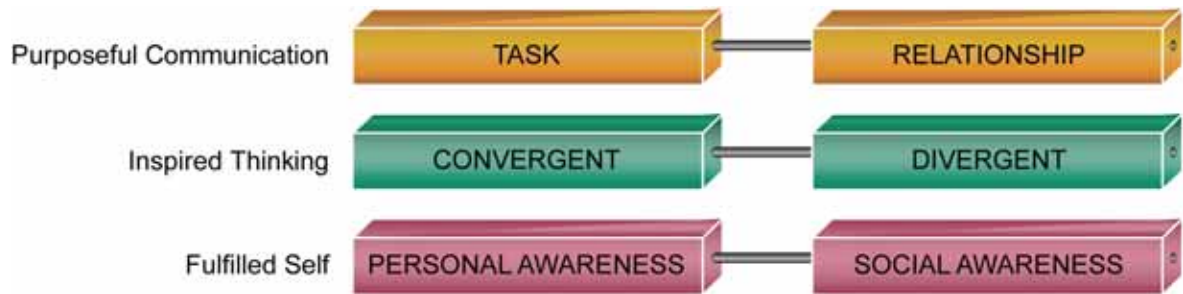 Purposeful Communication TASK RELATIONSHIP
Inspired Thinking CONVERGENT DIVERGENT
Fulfilled Self PERSONAL AWARENESS SOCIAL AWARENESS